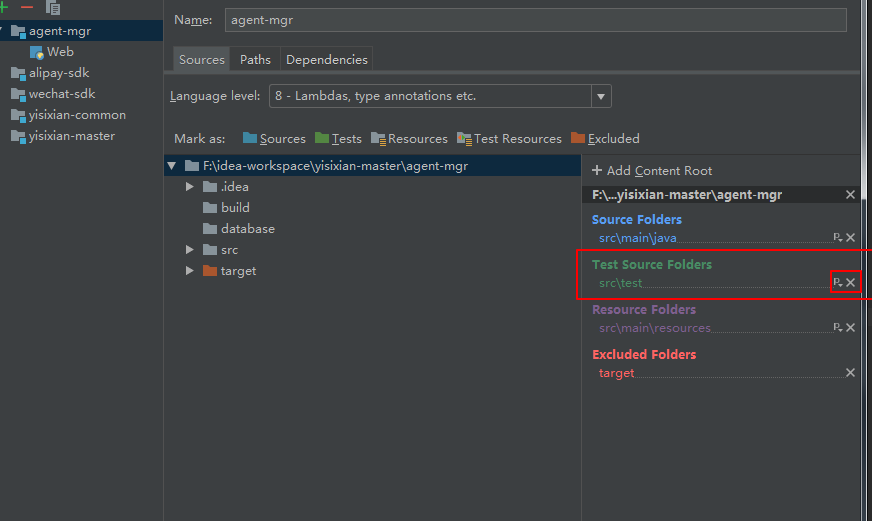 agent-mgr
Web
alipay-sdk
wechat-sdk
yisixian-common
yisixian-master
Name: agent-mgr
Sources Paths Dependencies
Language level: 8 - Lambdas, type annotations etc.
Mark as: Sources Tests Resources Test Resources Excluded
F:\idea-workspace\yisixian-master\agent-mgr
.idea
build
database
src
target
+ Add Content Root
F:\...yisixian-master\agent-mgr
Source Folders
src\main\java
Test Source Folders
src\test
Resource Folders
src\main\resources
Excluded Folders
target